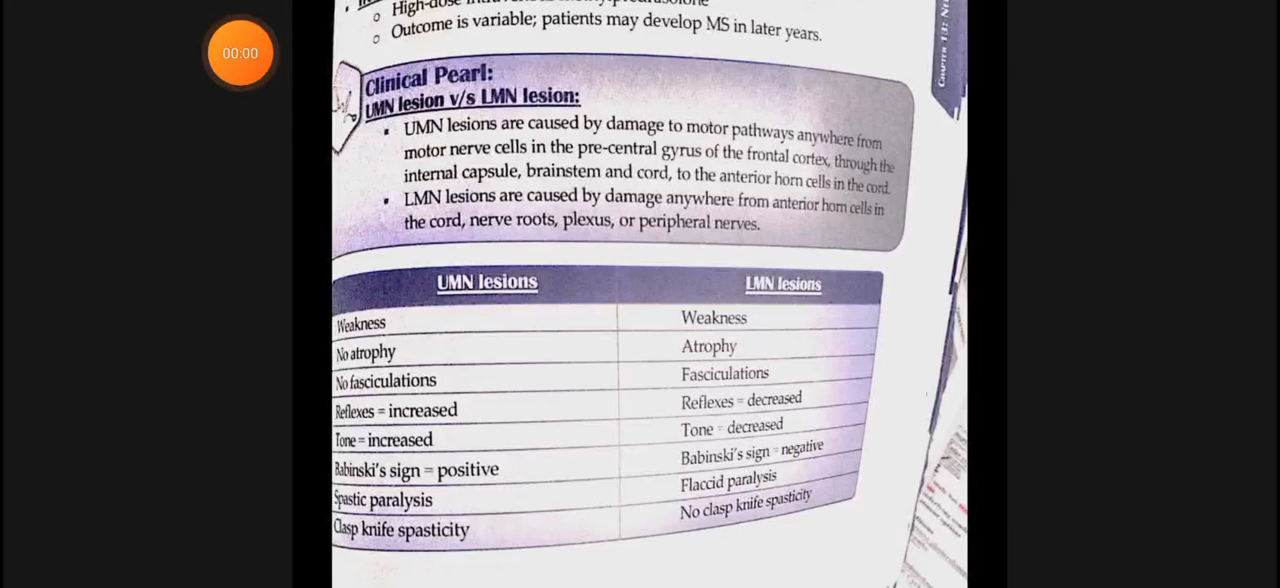 00:00
High-dose
Outcome is variable; patients may develop MS in later years.
Clinical Pearl:
UMN lesion v/s LMN lesion:
UMN lesions are caused by damage to motor pathways anywhere from
motor nerve cells in the pre-central gyrus of the frontal cortex, through the
internal capsule, brainstem and cord, to the anterior horn cells in the cord.
LMN lesions are caused by damage anywhere from anterior horn cells in
the cord, nerve roots, plexus, or peripheral nerves.
UMN lesions LMN lesions
Weakness Weakness
No atrophy Atrophy
No fasciculations Fasciculations
Reflexes = increased Reflexes = decreased
Tone = increased Tone = decreased
Babinski's sign = positive Babinski's sign = negative
Spastic paralysis Flaccid paralysis
Clasp knife spasticity No clasp knife spasticity
CHAPTER 13: